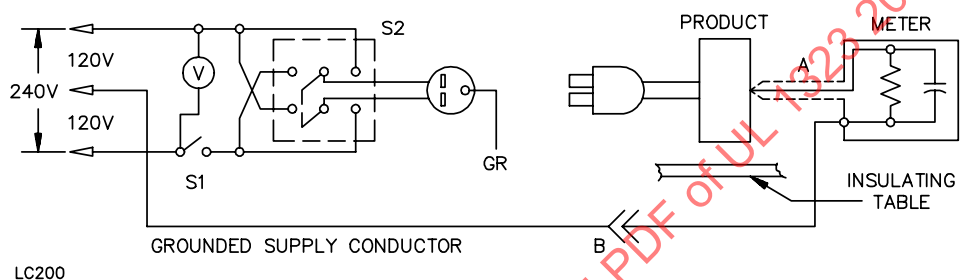 PRODUCT
METER
S2
120V
V
A
240V
120V
S1
GR
INSULATING
TABLE
GROUNDED SUPPLY CONDUCTOR
B
LC200
PDF of UL 1323 20